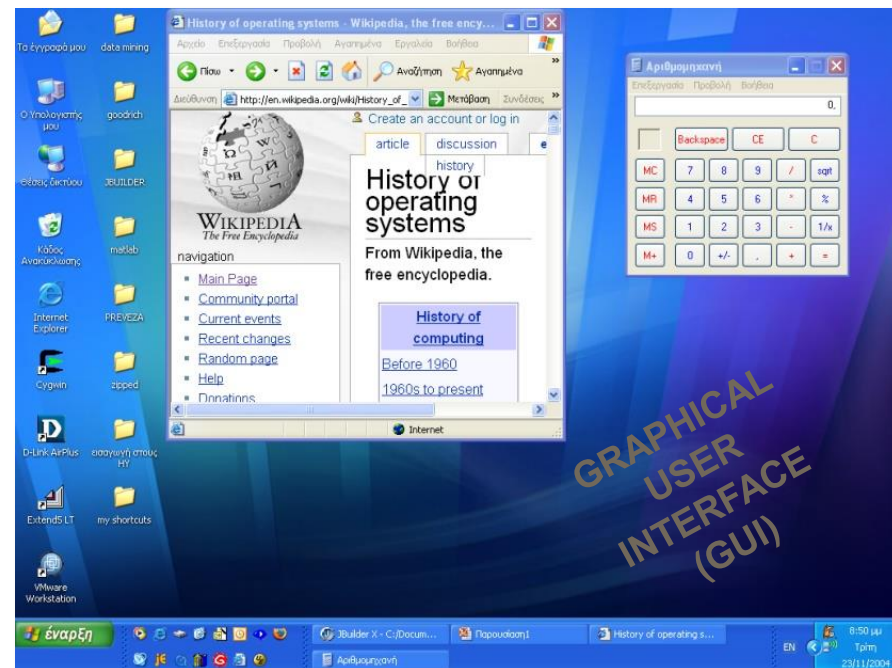 Τα έγγραφά μου
data mining
Ο Υπολογιστής μου
goodrich
Θέσεις δικτύου
JBUILDER
Κάδος Ανακύκλωσης
matlab
Internet Explorer
PREVEZA
Cygwin
zipped
D-Link AirPlus
εισαγωγή στους ΗΥ
Extend5 LT
my shortcuts
VMware Workstation
History of operating systems - Wikipedia, the free ency...
Αρχείο Επεξεργασία Προβολή Αγαπημένα Εργαλεία Βοήθεια
Πίσω Αναζήτηση Αγαπημένα »
Διεύθυνση http://en.wikipedia.org/wiki/History_of_ Μετάβαση Συνδέσεις »
Create an account or log in
article discussion e
history
WIKIPEDIA
The Free Encyclopedia
navigation
Main Page
Community portal
Current events
Recent changes
Random page
Help
Donations
History of
operating
systems
From Wikipedia, the
free encyclopedia.
History of
computing
Before 1960
1960s to present
Internet
Αριθμομηχανή
Επεξεργασία Προβολή Βοήθεια
0,
Backspace CE C
MC 7 8 9 / sqrt
MR 4 5 6 * %
MS 1 2 3 - 1/x
M+ 0 +/- , + =
GRAPHICAL
USER
INTERFACE
(GUI)
έναρξη
JBuilder X - C:/Docum...
Παρουσίαση1
History of operating s...
Αριθμομηχανή
EN
8:50 μμ
Τρίτη
23/11/2004